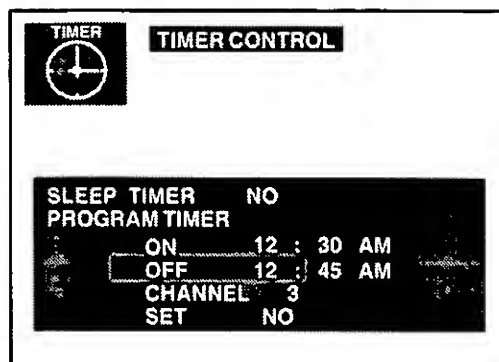 TIMER
TIMER CONTROL
SLEEP TIMER NO
PROGRAM TIMER
ON 12 : 30 AM
OFF 12 : 45 AM
CHANNEL 3
SET NO